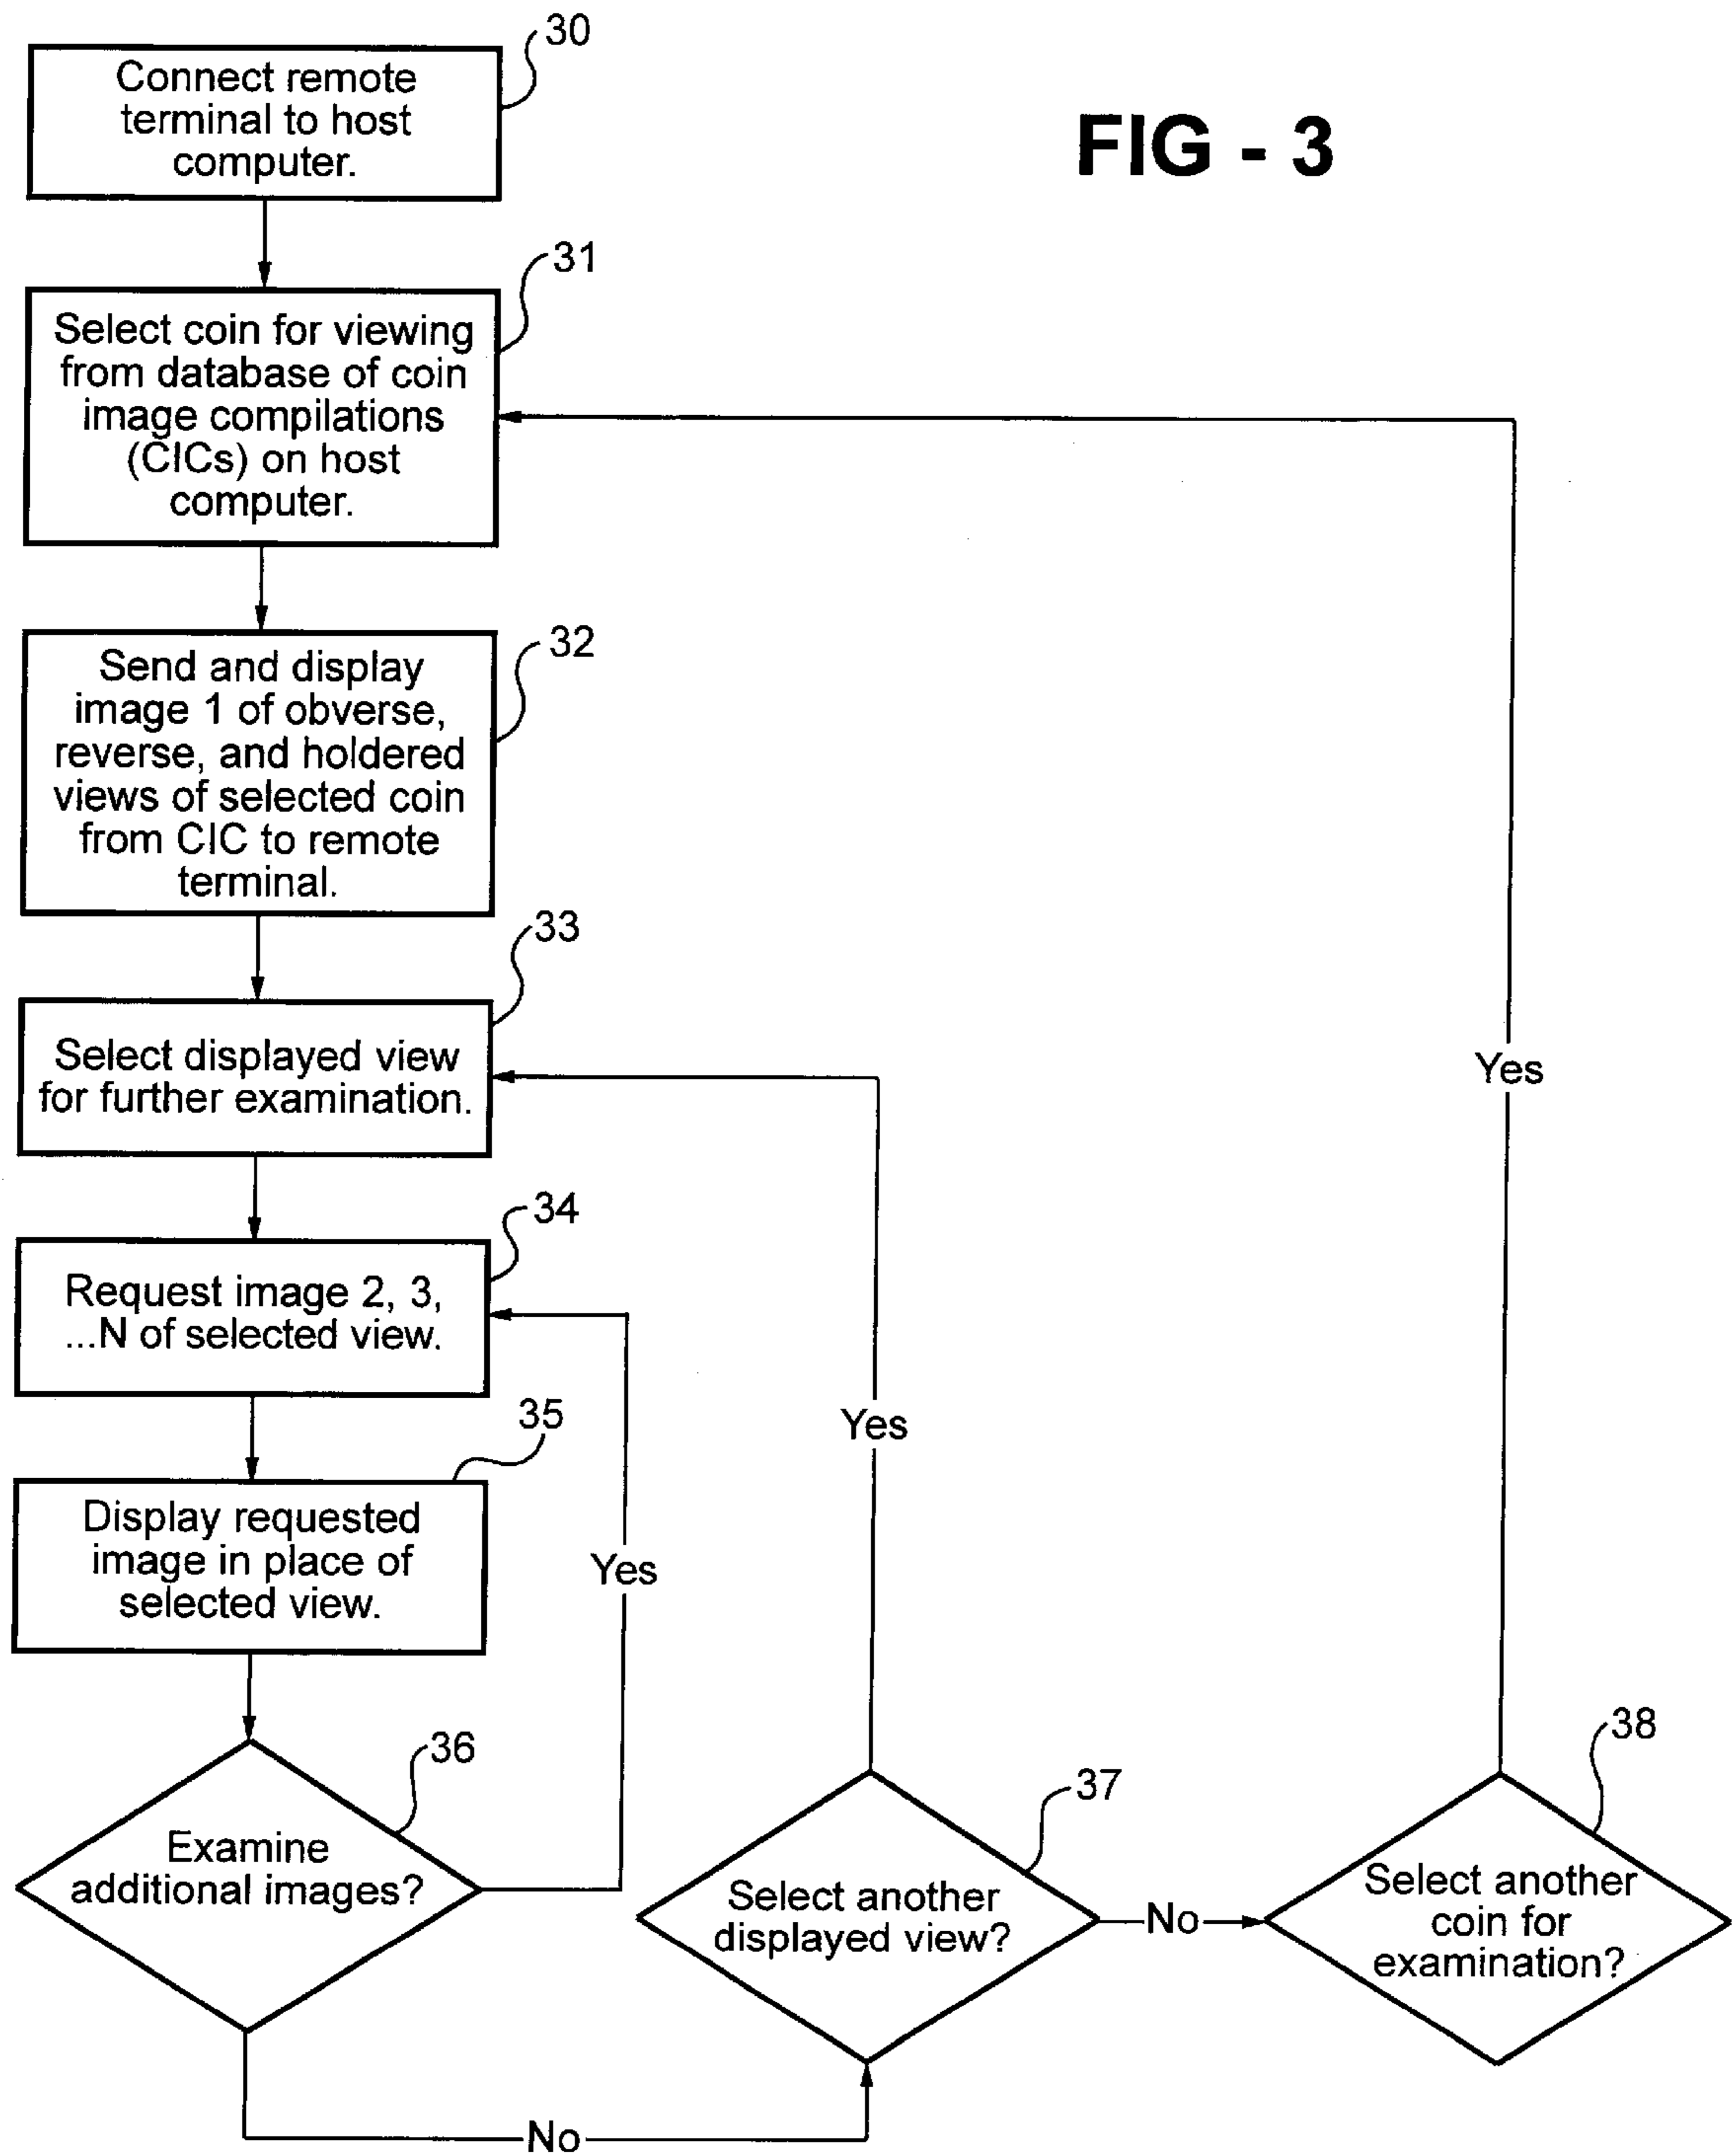 FIG - 3
30
Connect remote
terminal to host
computer.
31
Select coin for viewing
from database of coin
image compilations
(CICs) on host
computer.
32
Send and display
image 1 of obverse,
reverse, and holdered
views of selected coin
from CIC to remote
terminal.
33
Select displayed view
for further examination.
34
Request image 2, 3,
...N of selected view.
35
Display requested
image in place of
selected view.
36
Examine
additional images?
Yes
No
37
Select another
displayed view?
Yes
No
38
Select another
coin for
examination?
Yes